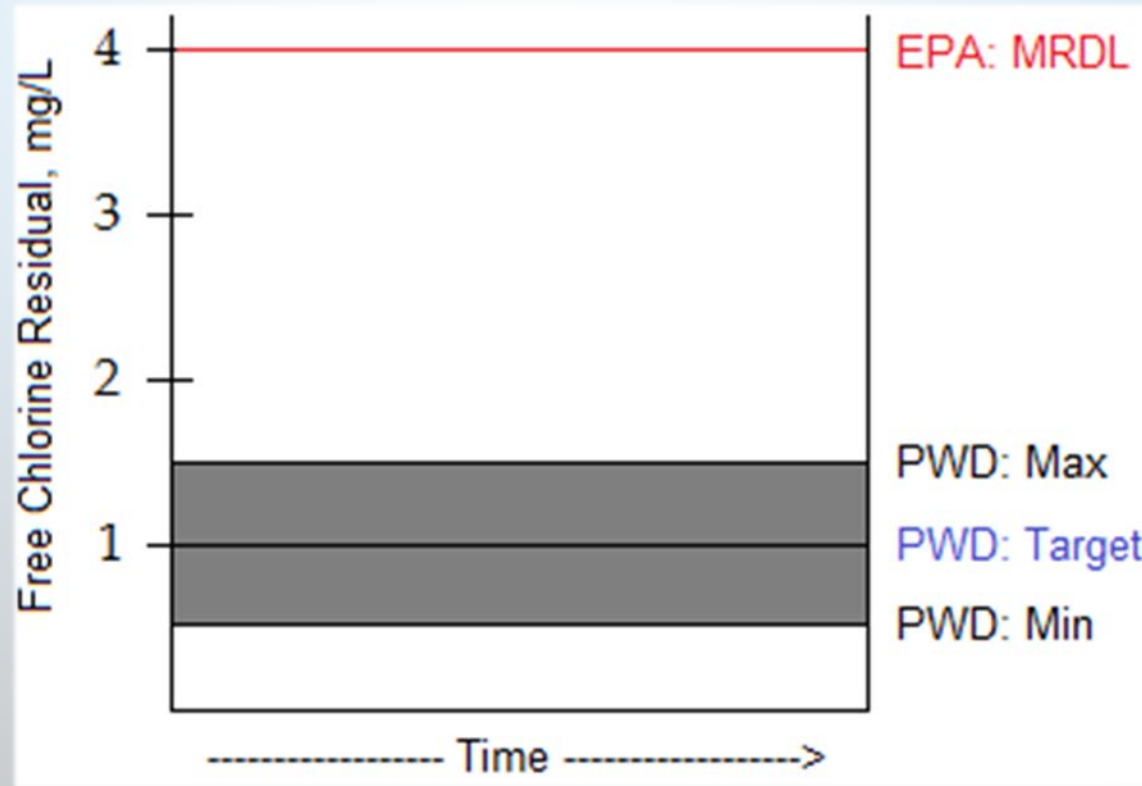 Free Chlorine Residual, mg/L
4
EPA: MRDL
3
2
PWD: Max
1
PWD: Target
PWD: Min
----------------- Time ----------------->